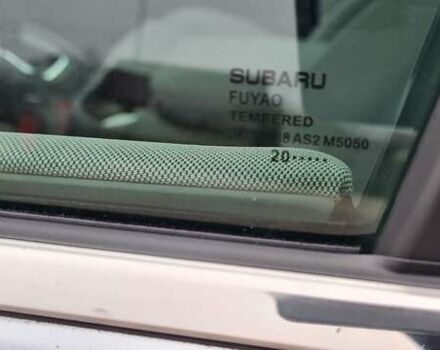 SUBARU
FUYAO
TEMPERED
8 AS2 M5050
20·····